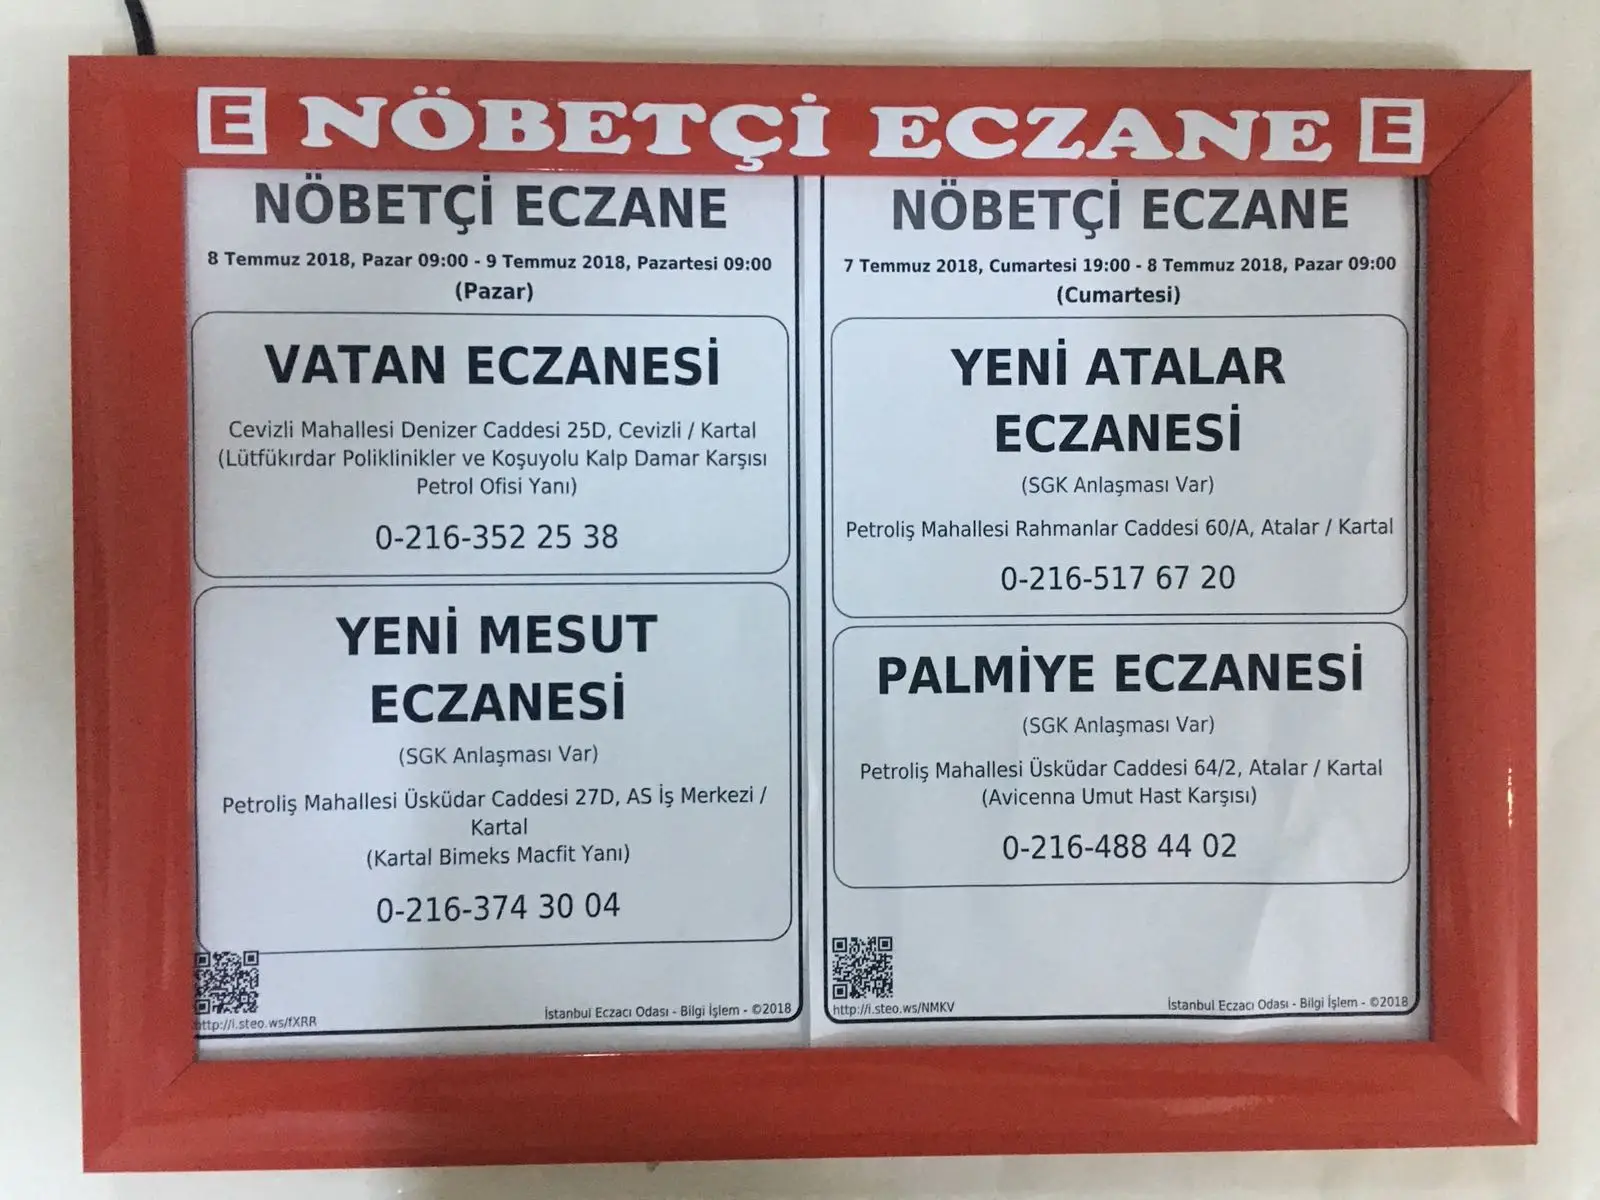 E NÖBETÇİ ECZANE E
NÖBETÇİ ECZANE
8 Temmuz 2018, Pazar 09:00 - 9 Temmuz 2018, Pazartesi 09:00
(Pazar)
VATAN ECZANESİ
Cevizli Mahallesi Denizer Caddesi 25D, Cevizli / Kartal
(Lütfükırdar Poliklinikler ve Koşuyolu Kalp Damar Karşısı
Petrol Ofisi Yanı)
0-216-352 25 38
YENİ MESUT
ECZANESİ
(SGK Anlaşması Var)
Petroliş Mahallesi Üsküdar Caddesi 27D, AS İş Merkezi /
Kartal
(Kartal Bimeks Macfit Yanı)
0-216-374 30 04
http://i.steo.ws/fXRR
İstanbul Eczacı Odası - Bilgi İşlem - ©2018
NÖBETÇİ ECZANE
7 Temmuz 2018, Cumartesi 19:00 - 8 Temmuz 2018, Pazar 09:00
(Cumartesi)
YENİ ATALAR
ECZANESİ
(SGK Anlaşması Var)
Petroliş Mahallesi Rahmanlar Caddesi 60/A, Atalar / Kartal
0-216-517 67 20
PALMİYE ECZANESİ
(SGK Anlaşması Var)
Petroliş Mahallesi Üsküdar Caddesi 64/2, Atalar / Kartal
(Avicenna Umut Hast Karşısı)
0-216-488 44 02
http://i.steo.ws/NMKV
İstanbul Eczacı Odası - Bilgi İşlem - ©2018